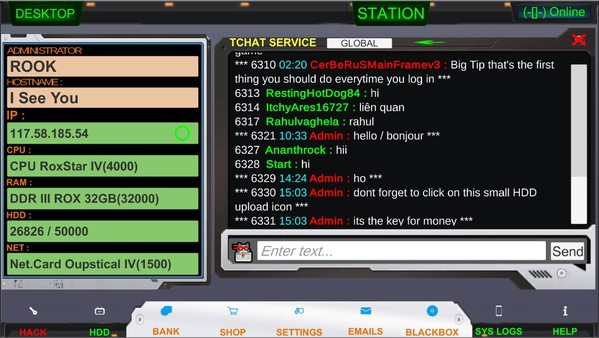 DESKTOP
STATION
(-[]-) Online
ADMINISTRATOR
ROOK
HOSTNAME :
I See You
IP :
117.58.185.54
CPU :
CPU RoxStar IV(4000)
RAM :
DDR III ROX 32GB(32000)
HDD :
26826 / 50000
NET :
Net.Card Oupstical IV(1500)
TCHAT SERVICE
GLOBAL
game
*** 6310 02:20 CerBeRuSMainFramev3 : Big Tip that's the first
thing you should do everytime you log in ***
6313 RestingHotDog84 : hi
6314 ItchyAres16727 : liên quan
6317 Rahulvaghela : rahul
*** 6321 10:33 Admin : hello / bonjour ***
6327 Ananthrock : hii
6328 Start : hi
*** 6329 14:24 Admin : ho ***
*** 6330 15:03 Admin : dont forget to click on this small HDD
upload icon ***
*** 6331 15:03 Admin : its the key for money ***
Enter text...
Send
HACK
HDD
BANK
SHOP
SETTINGS
EMAILS
BLACKBOX
SYS LOGS
HELP